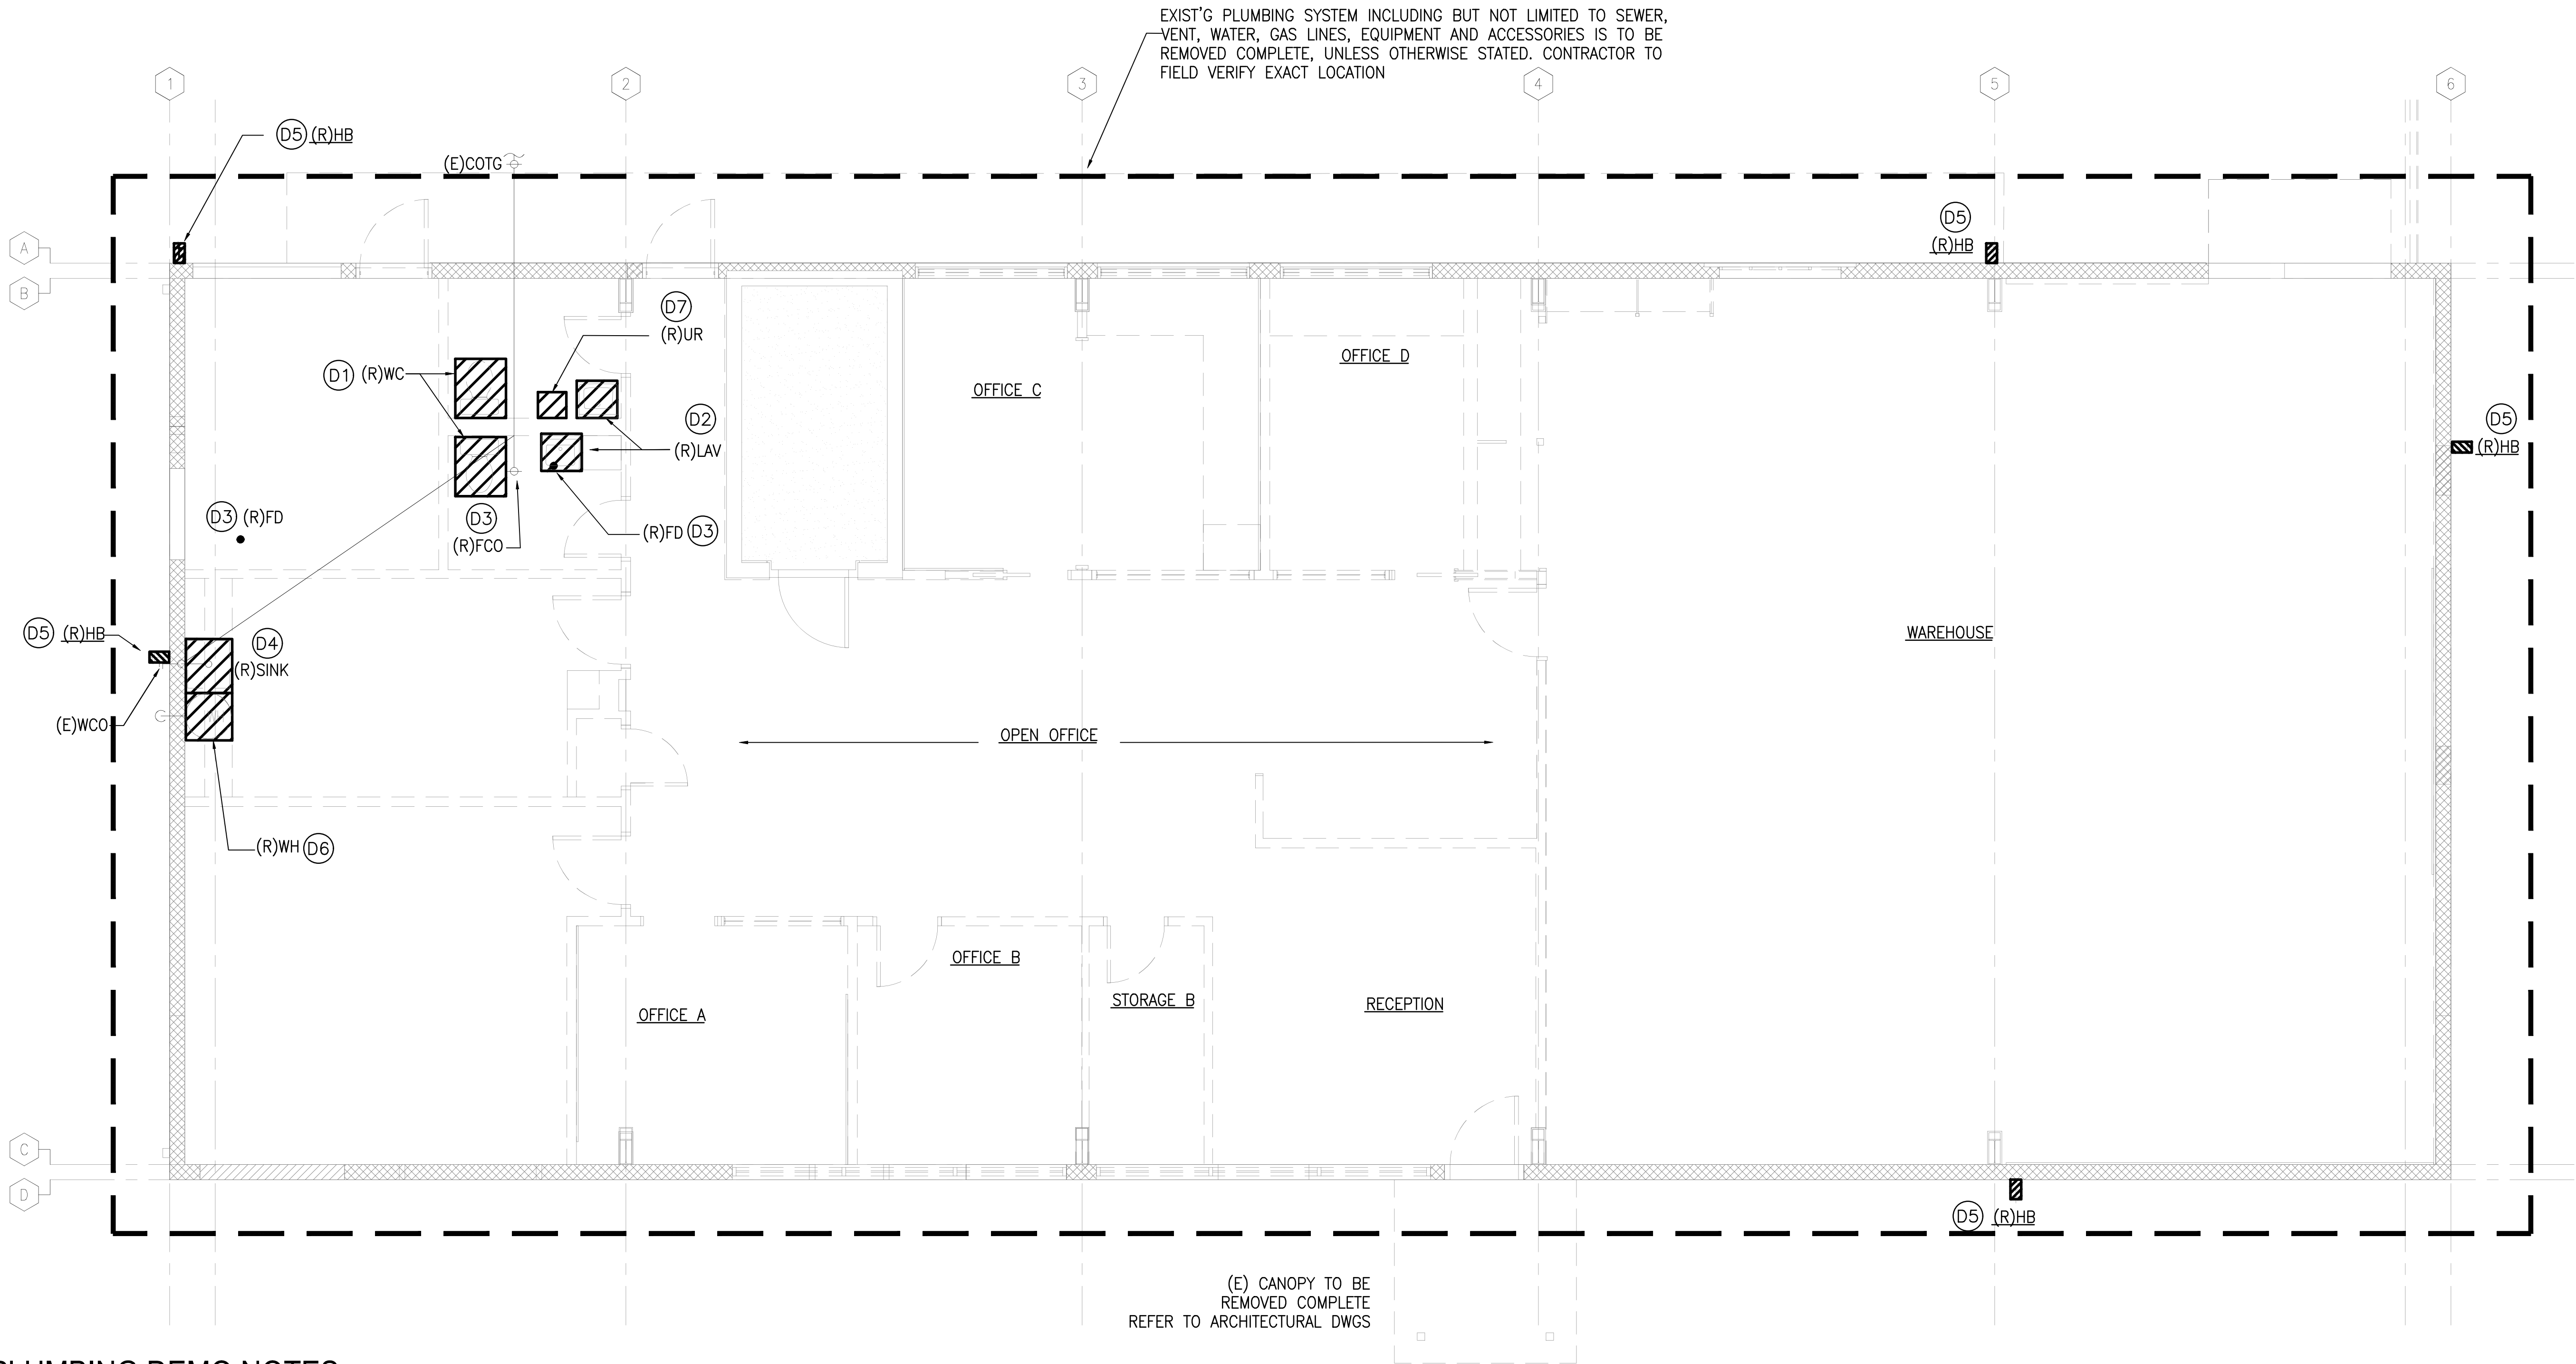 EXIST'G PLUMBING SYSTEM INCLUDING BUT NOT LIMITED TO SEWER,
VENT, WATER, GAS LINES, EQUIPMENT AND ACCESSORIES IS TO BE
REMOVED COMPLETE, UNLESS OTHERWISE STATED. CONTRACTOR TO
FIELD VERIFY EXACT LOCATION
1
2
3
4
5
6
D5 (R)HB
(E)COTG
D5
(R)HB
A
B
D7
(R)UR
D1 (R)WC
OFFICE C
OFFICE D
D2
(R)LAV
D5
(R)HB
D3 (R)FD
D3
(R)FCO
(R)FD D3
D5 (R)HB
D4
(R)SINK
WAREHOUSE
(E)WCO
OPEN OFFICE
(R)WH D6
OFFICE A
OFFICE B
STORAGE B
RECEPTION
C
D
D5 (R)HB
(E) CANOPY TO BE
REMOVED COMPLETE
REFER TO ARCHITECTURAL DWGS
PLUMBING DEMO NOTES